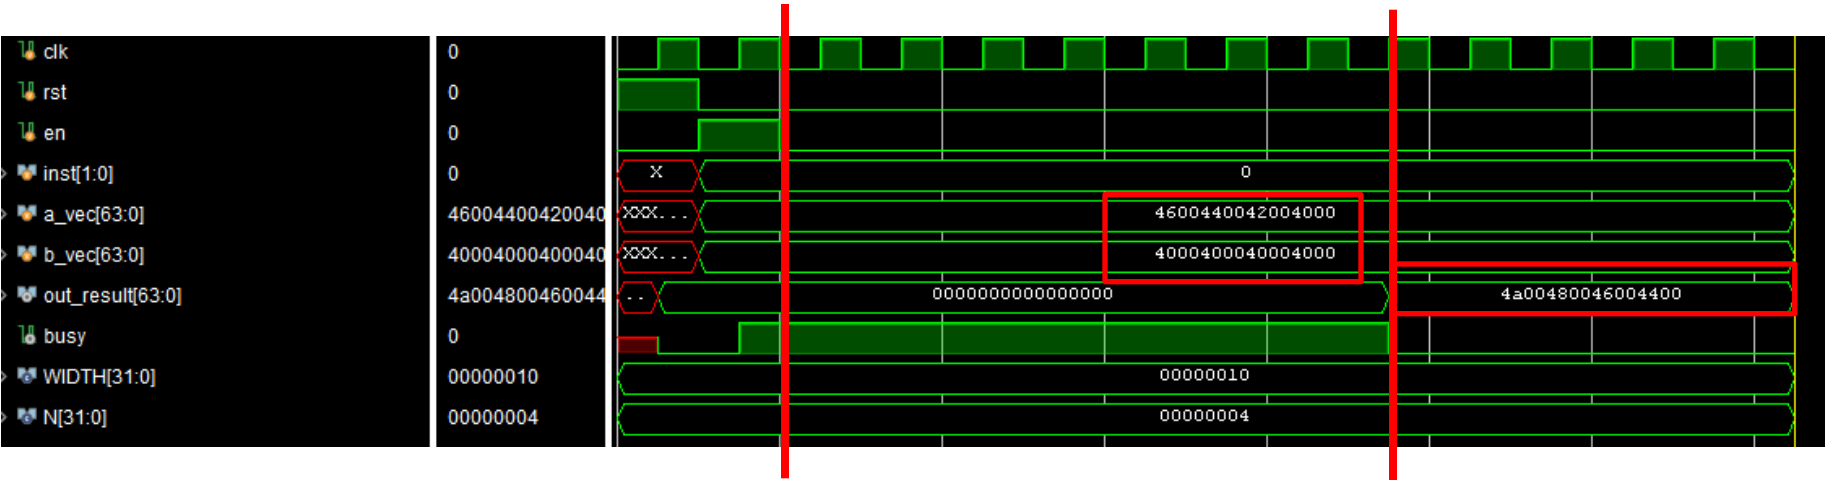 clk 0
rst 0
en 0
inst[1:0] 0 X 0
a_vec[63:0] 46004400420040 XXX... 4600440042004000
b_vec[63:0] 40004000400040 XXX... 4000400040004000
out_result[63:0] 4a004800460044 .. 0000000000000000 4a00480046004400
busy 0
WIDTH[31:0] 00000010 00000010
N[31:0] 00000004 00000004